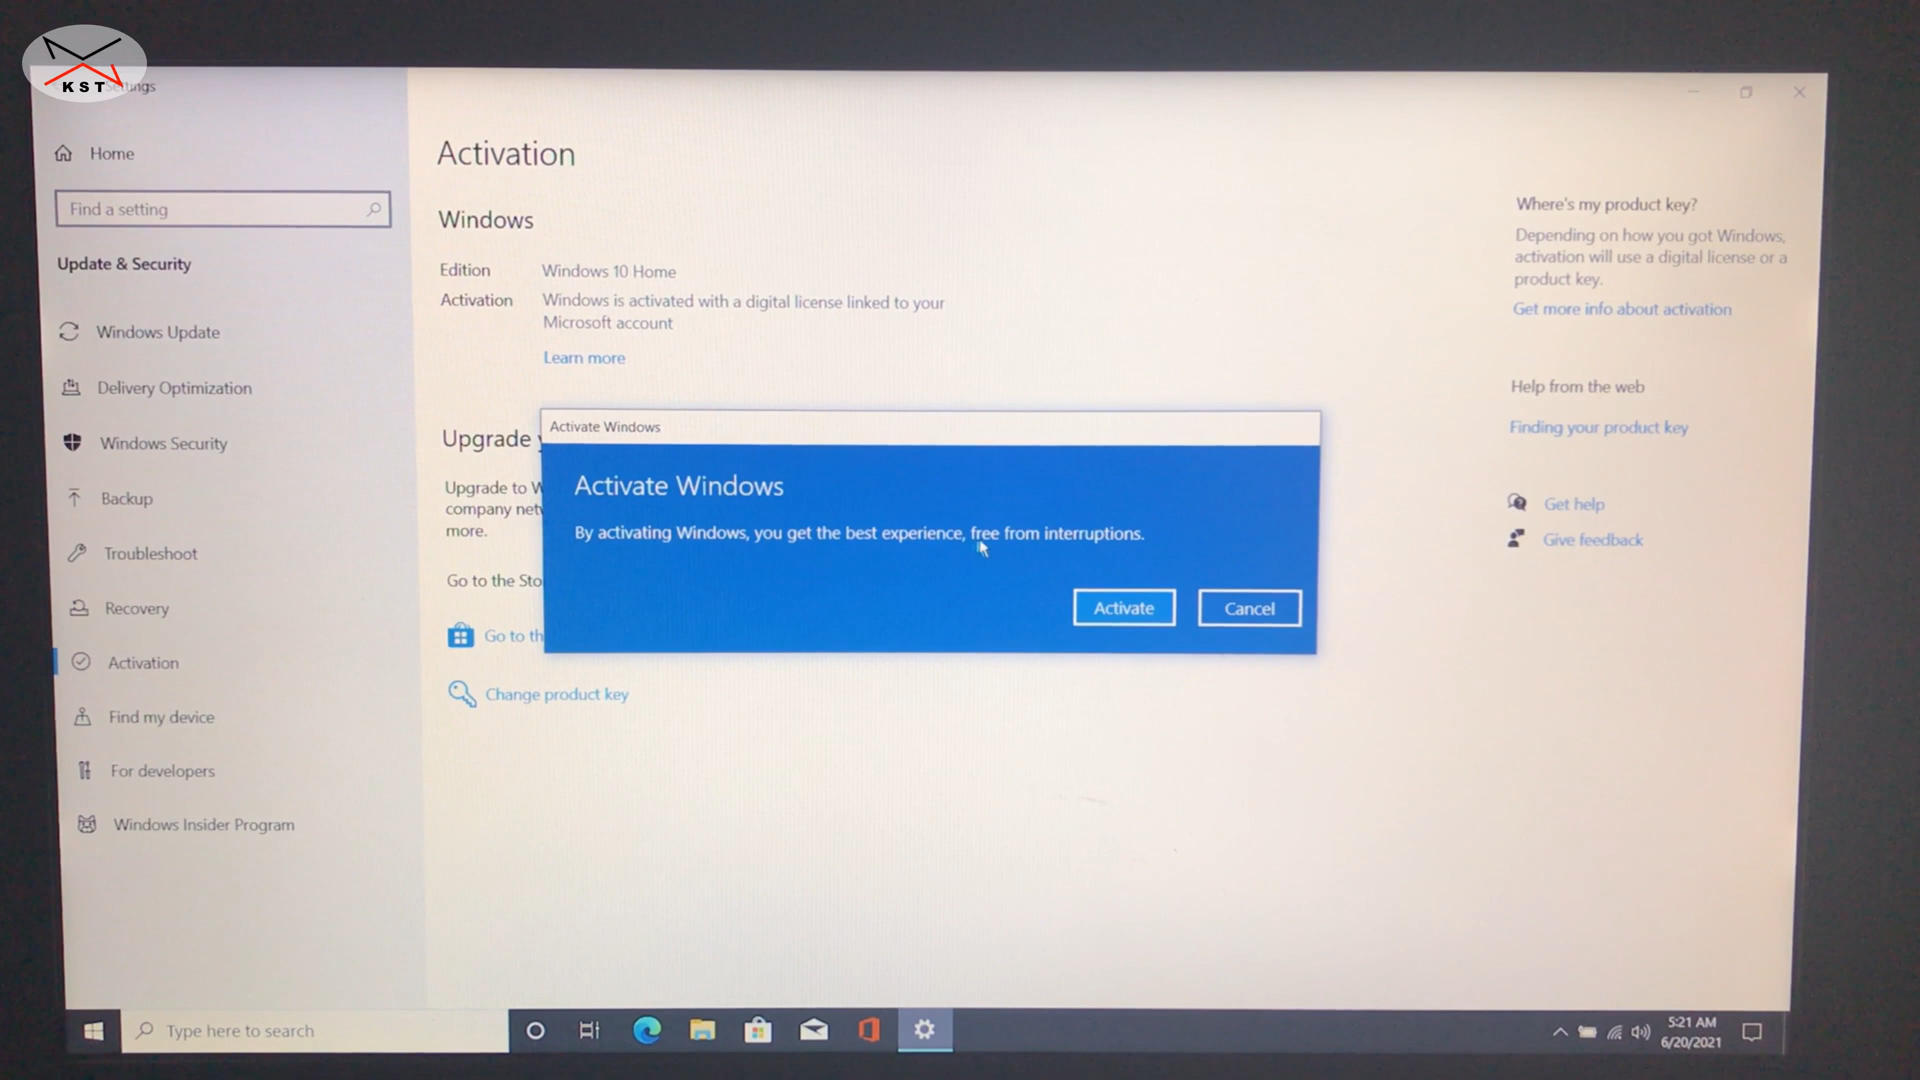 KST
Settings
Home
Find a setting
Update & Security
Windows Update
Delivery Optimization
Windows Security
Backup
Troubleshoot
Recovery
Activation
Find my device
For developers
Windows Insider Program
Activation
Windows
Edition Windows 10 Home
Activation Windows is activated with a digital license linked to your
Microsoft account
Learn more
Upgrade
Upgrade to
company
more.
Go to the
Go to
Change product key
Activate Windows
Activate Windows
By activating Windows, you get the best experience, free from interruptions.
Activate Cancel
Where's my product key?
Depending on how you got Windows,
activation will use a digital license or a
product key.
Get more info about activation
Help from the web
Finding your product key
Get help
Give feedback
Type here to search
5:21 AM
6/20/2021